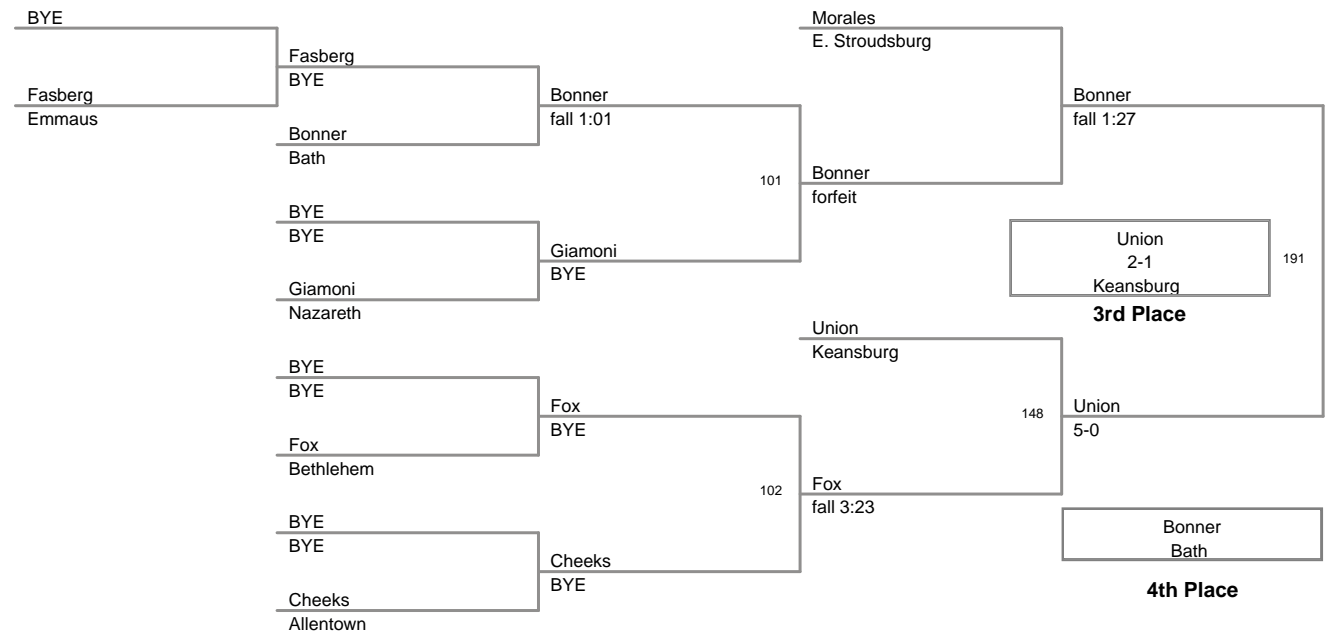 BYE
Fasberg
Emmaus
Fasberg
BYE
Bonner
Bath
BYE
BYE
Giamoni
Nazareth
BYE
BYE
Fox
Bethlehem
BYE
BYE
Cheeks
Allentown
Bonner
fall 1:01
Giamoni
BYE
Fox
BYE
Cheeks
BYE
101
102
Morales
E. Stroudsburg
Bonner
forfeit
Union
Keansburg
Fox
fall 3:23
148
Bonner
fall 1:27
Union
5-0
191
Union
2-1
Keansburg
3rd Place
Bonner
Bath
4th Place